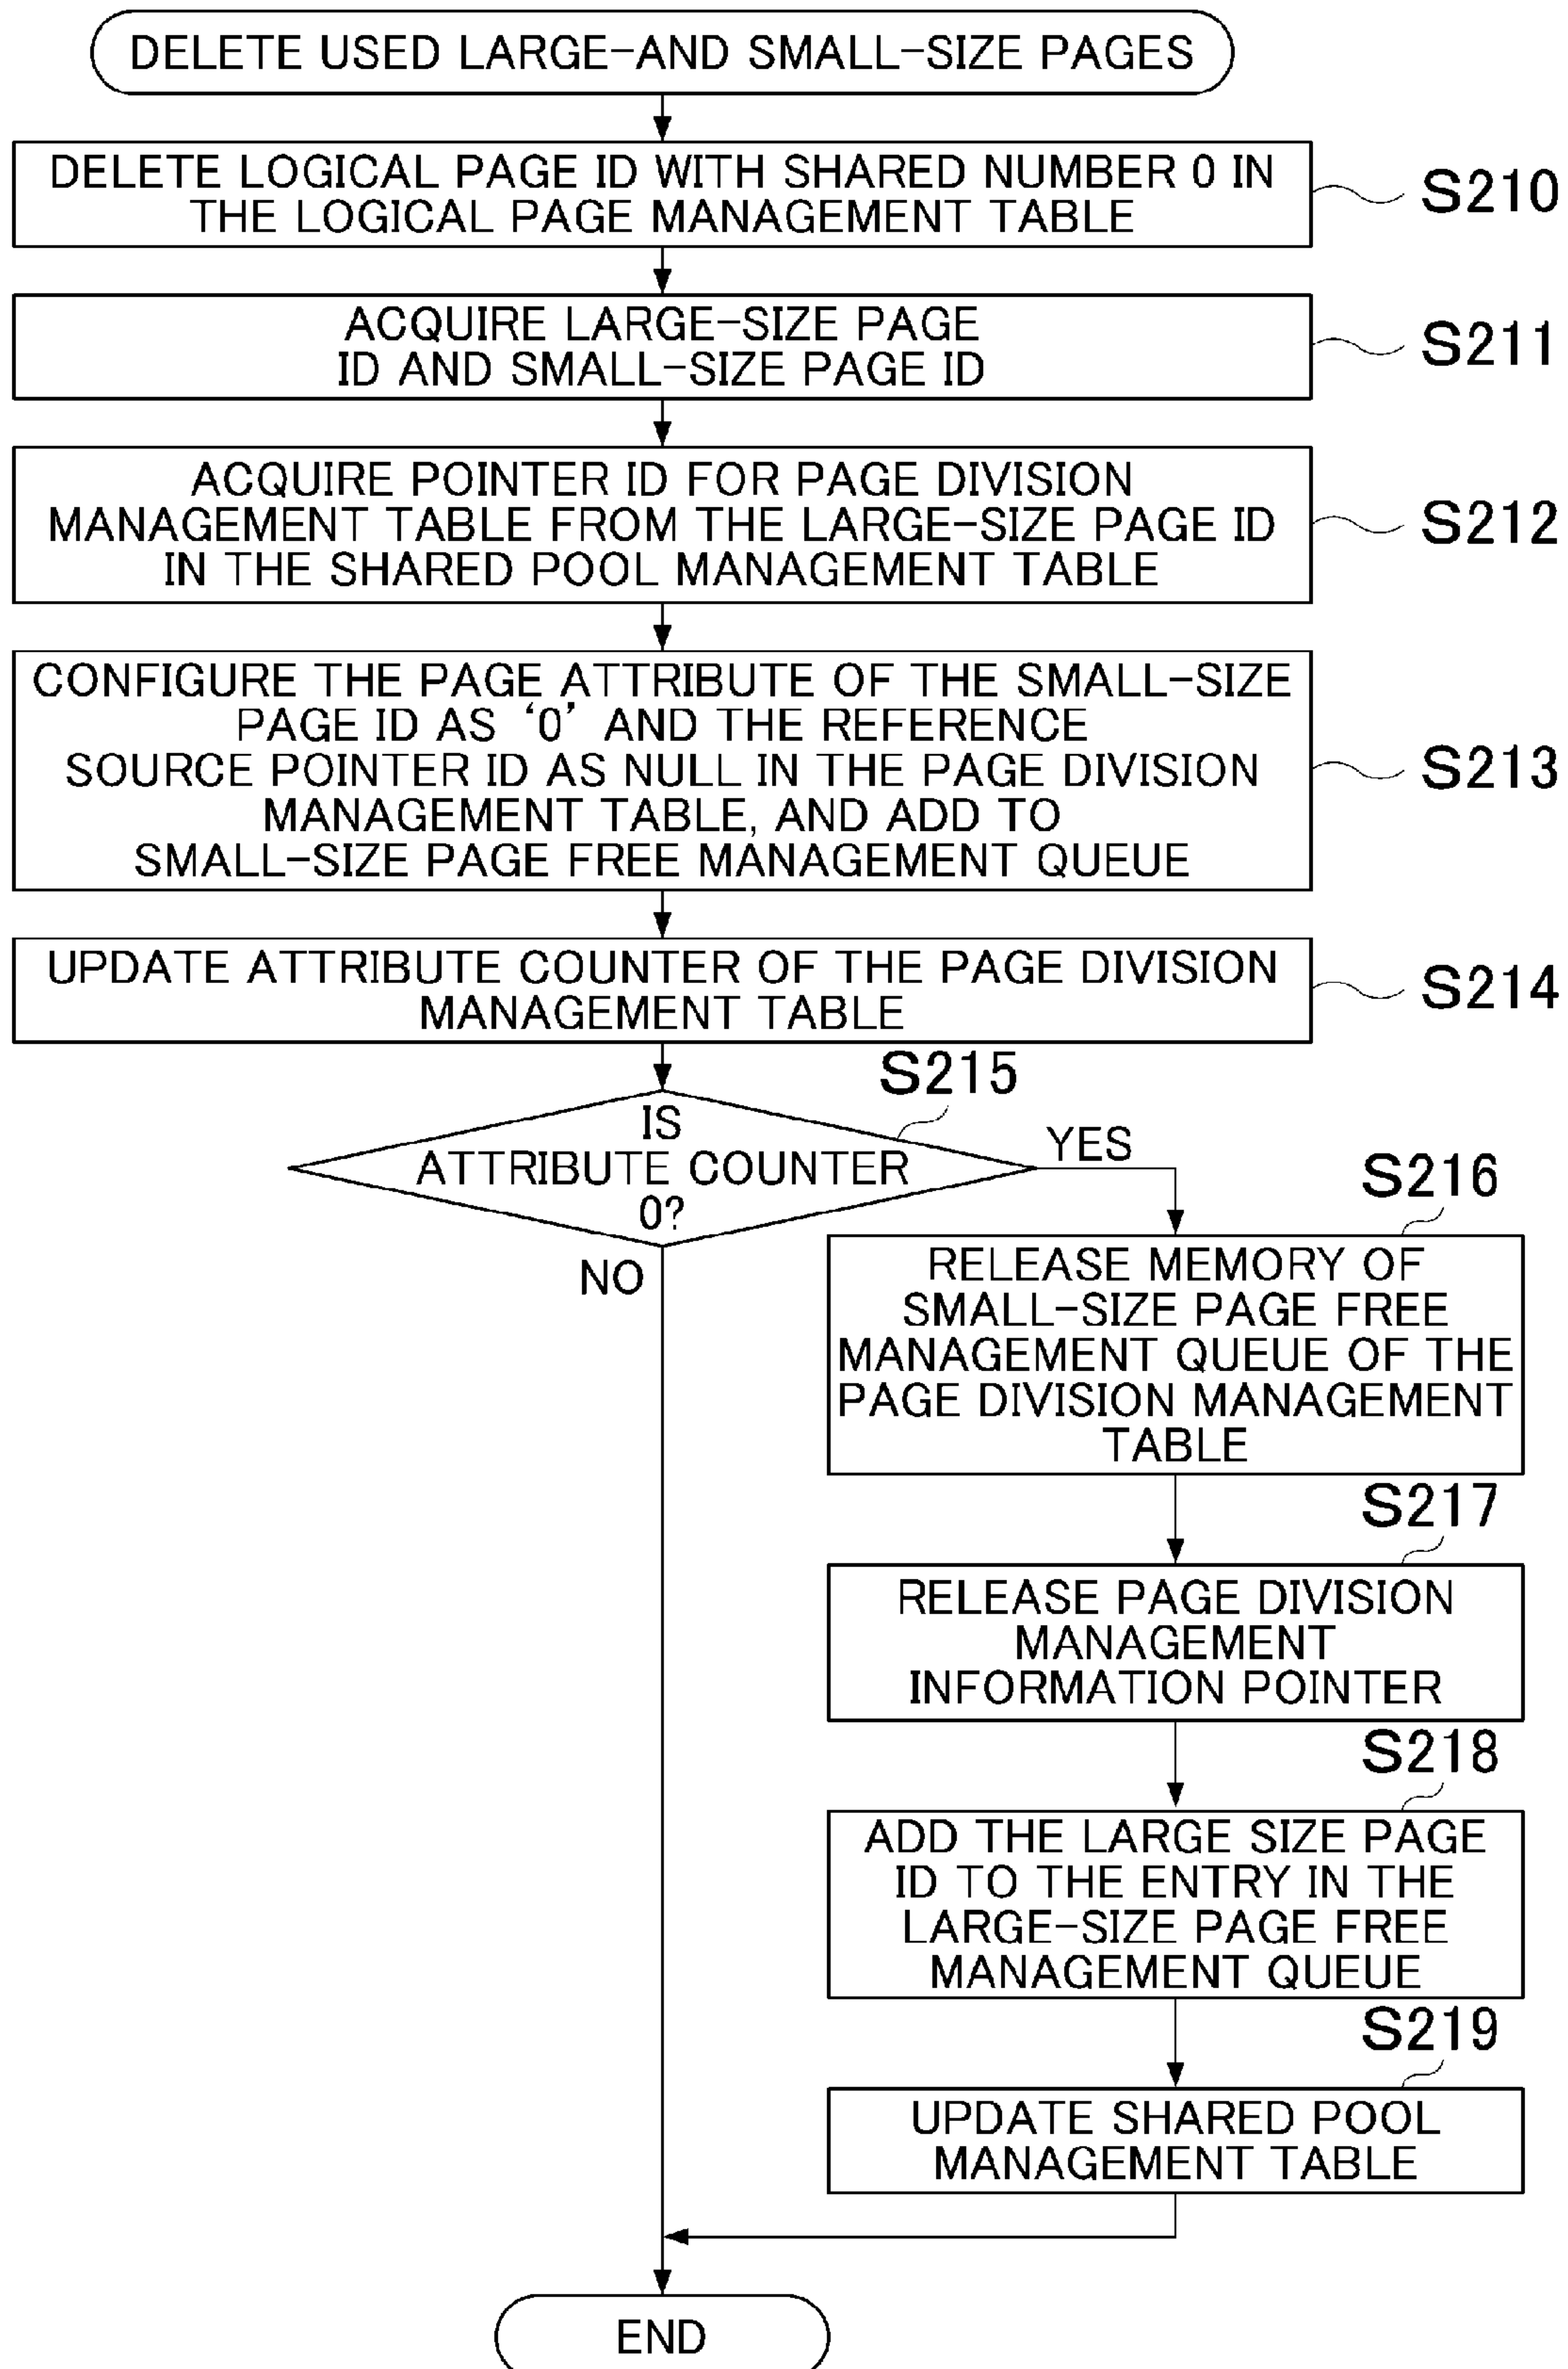 DELETE USED LARGE-AND SMALL-SIZE PAGES
DELETE LOGICAL PAGE ID WITH SHARED NUMBER 0 IN
THE LOGICAL PAGE MANAGEMENT TABLE
S210
ACQUIRE LARGE-SIZE PAGE
ID AND SMALL-SIZE PAGE ID
S211
ACQUIRE POINTER ID FOR PAGE DIVISION
MANAGEMENT TABLE FROM THE LARGE-SIZE PAGE ID
IN THE SHARED POOL MANAGEMENT TABLE
S212
CONFIGURE THE PAGE ATTRIBUTE OF THE SMALL-SIZE
PAGE ID AS ‘0’ AND THE REFERENCE
SOURCE POINTER ID AS NULL IN THE PAGE DIVISION
MANAGEMENT TABLE, AND ADD TO
SMALL-SIZE PAGE FREE MANAGEMENT QUEUE
S213
UPDATE ATTRIBUTE COUNTER OF THE PAGE DIVISION
MANAGEMENT TABLE
S214
S215
IS
ATTRIBUTE COUNTER
0?
YES
NO
S216
RELEASE MEMORY OF
SMALL-SIZE PAGE FREE
MANAGEMENT QUEUE OF THE
PAGE DIVISION MANAGEMENT
TABLE
S217
RELEASE PAGE DIVISION
MANAGEMENT
INFORMATION POINTER
S218
ADD THE LARGE SIZE PAGE
ID TO THE ENTRY IN THE
LARGE-SIZE PAGE FREE
MANAGEMENT QUEUE
S219
UPDATE SHARED POOL
MANAGEMENT TABLE
END